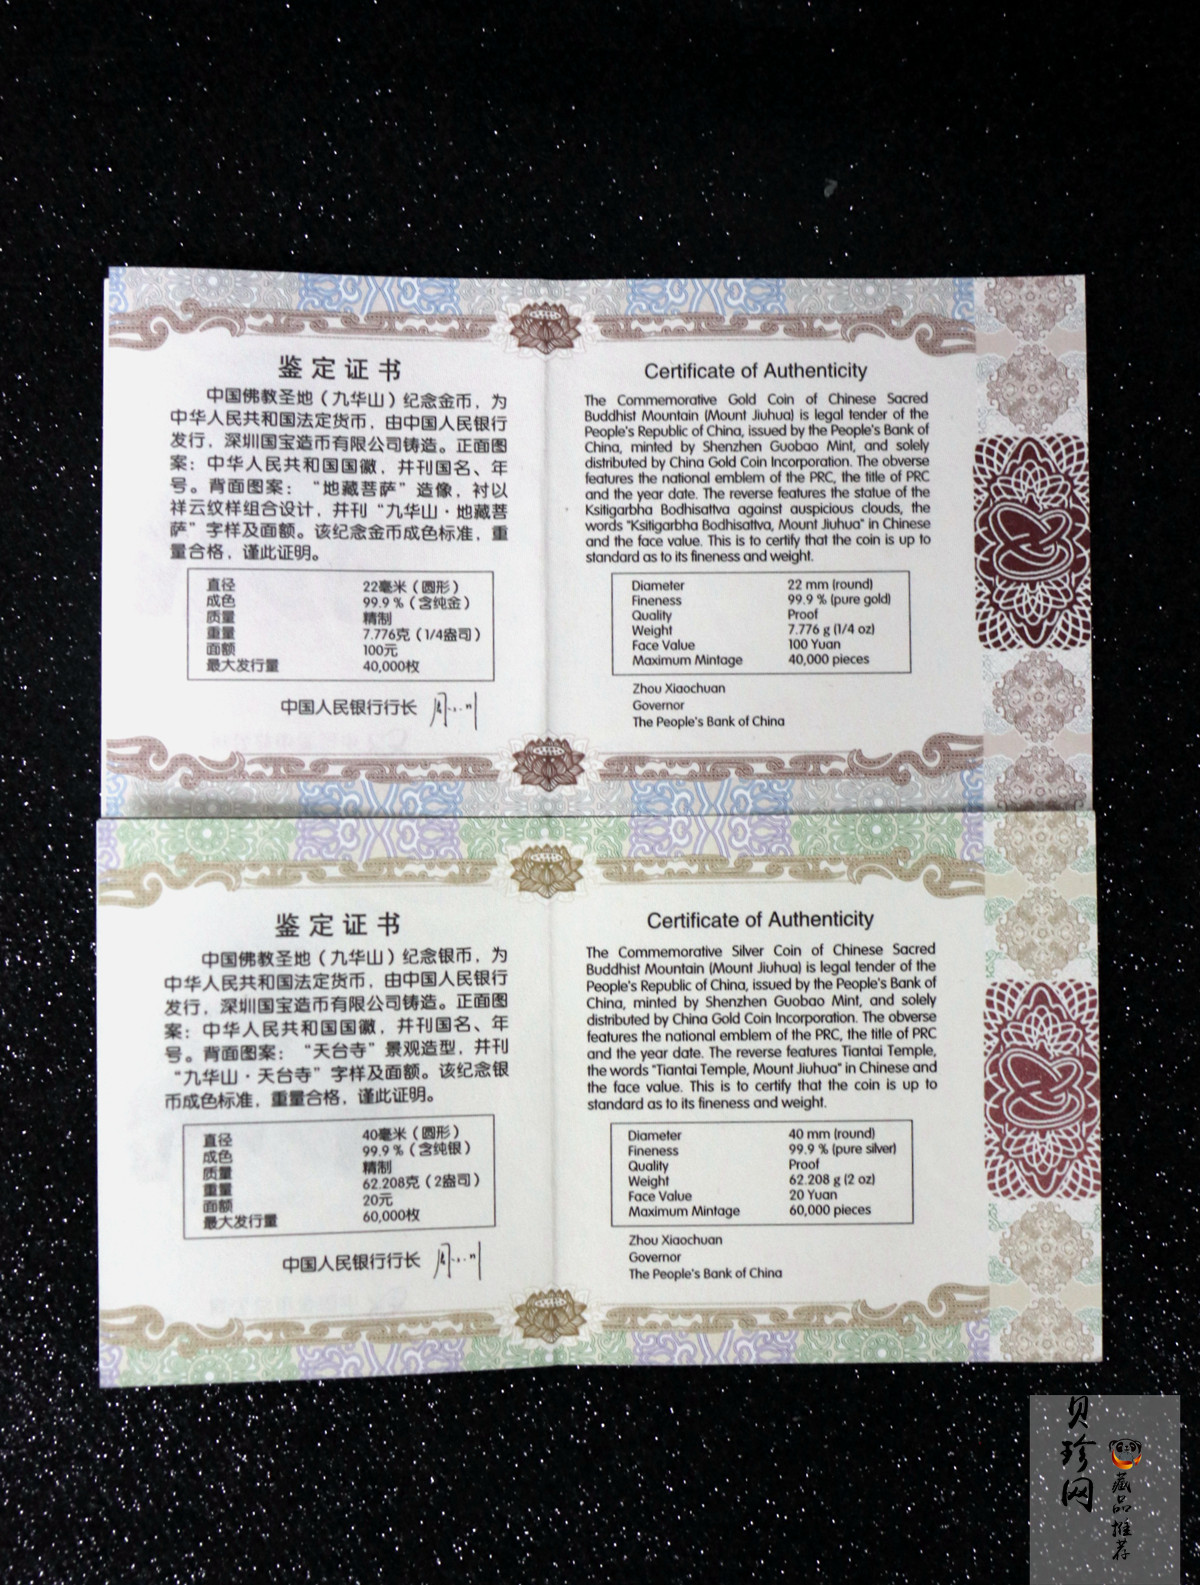 鉴定证书
中国佛教圣地（九华山）纪念金币，为
中华人民共和国法定货币，由中国人民银行
发行，深圳国宝造币有限公司铸造。正面图
案：中华人民共和国国徽，并刊国名、年
号。背面图案：“地藏菩萨”造像，衬以
祥云纹样组合设计，并刊“九华山·地藏菩
萨”字样及面额。该纪念金币成色标准，重
量合格，谨此证明。
直径 22毫米（圆形）
成色 99.9％（含纯金）
质量 精制
重量 7.776克（1/4盎司）
面额 100元
最大发行量 40,000枚
中国人民银行行长
Certificate of Authenticity
The Commemorative Gold Coin of Chinese Sacred
Buddhist Mountain (Mount Jiuhua) is legal tender of the
People's Republic of China, issued by the People's Bank of
China, minted by Shenzhen Guobao Mint, and solely
distributed by China Gold Coin Incorporation. The obverse
features the national emblem of the PRC, the title of PRC
and the year date. The reverse features the statue of the
Ksitigarbha Bodhisattva against auspicious clouds, the
words "Ksitigarbha Bodhisattva, Mount Jiuhua" in Chinese
and the face value. This is to certify that the coin is up to
standard as to its fineness and weight.
Diameter 22 mm (round)
Fineness 99.9 % (pure gold)
Quality Proof
Weight 7.776 g (1/4 oz)
Face Value 100 Yuan
Maximum Mintage 40,000 pieces
Zhou Xiaochuan
Governor
The People's Bank of China
鉴定证书
中国佛教圣地（九华山）纪念银币，为
中华人民共和国法定货币，由中国人民银行
发行，深圳国宝造币有限公司铸造。正面图
案：中华人民共和国国徽，并刊国名、年
号。背面图案：“天台寺”景观造型，并刊
“九华山·天台寺”字样及面额。该纪念银
币成色标准，重量合格，谨此证明。
直径 40毫米（圆形）
成色 99.9％（含纯银）
质量 精制
重量 62.208克（2盎司）
面额 20元
最大发行量 60,000枚
中国人民银行行长
Certificate of Authenticity
The Commemorative Silver Coin of Chinese Sacred
Buddhist Mountain (Mount Jiuhua) is legal tender of the
People's Republic of China, issued by the People's Bank of
China, minted by Shenzhen Guobao Mint, and solely
distributed by China Gold Coin Incorporation. The obverse
features the national emblem of the PRC, the title of PRC
and the year date. The reverse features Tiantai Temple,
the words "Tiantai Temple, Mount Jiuhua" in Chinese and
the face value. This is to certify that the coin is up to
standard as to its fineness and weight.
Diameter 40 mm (round)
Fineness 99.9 % (pure silver)
Quality Proof
Weight 62.208 g (2 oz)
Face Value 20 Yuan
Maximum Mintage 60,000 pieces
Zhou Xiaochuan
Governor
The People's Bank of China
贝珍网
藏品推荐